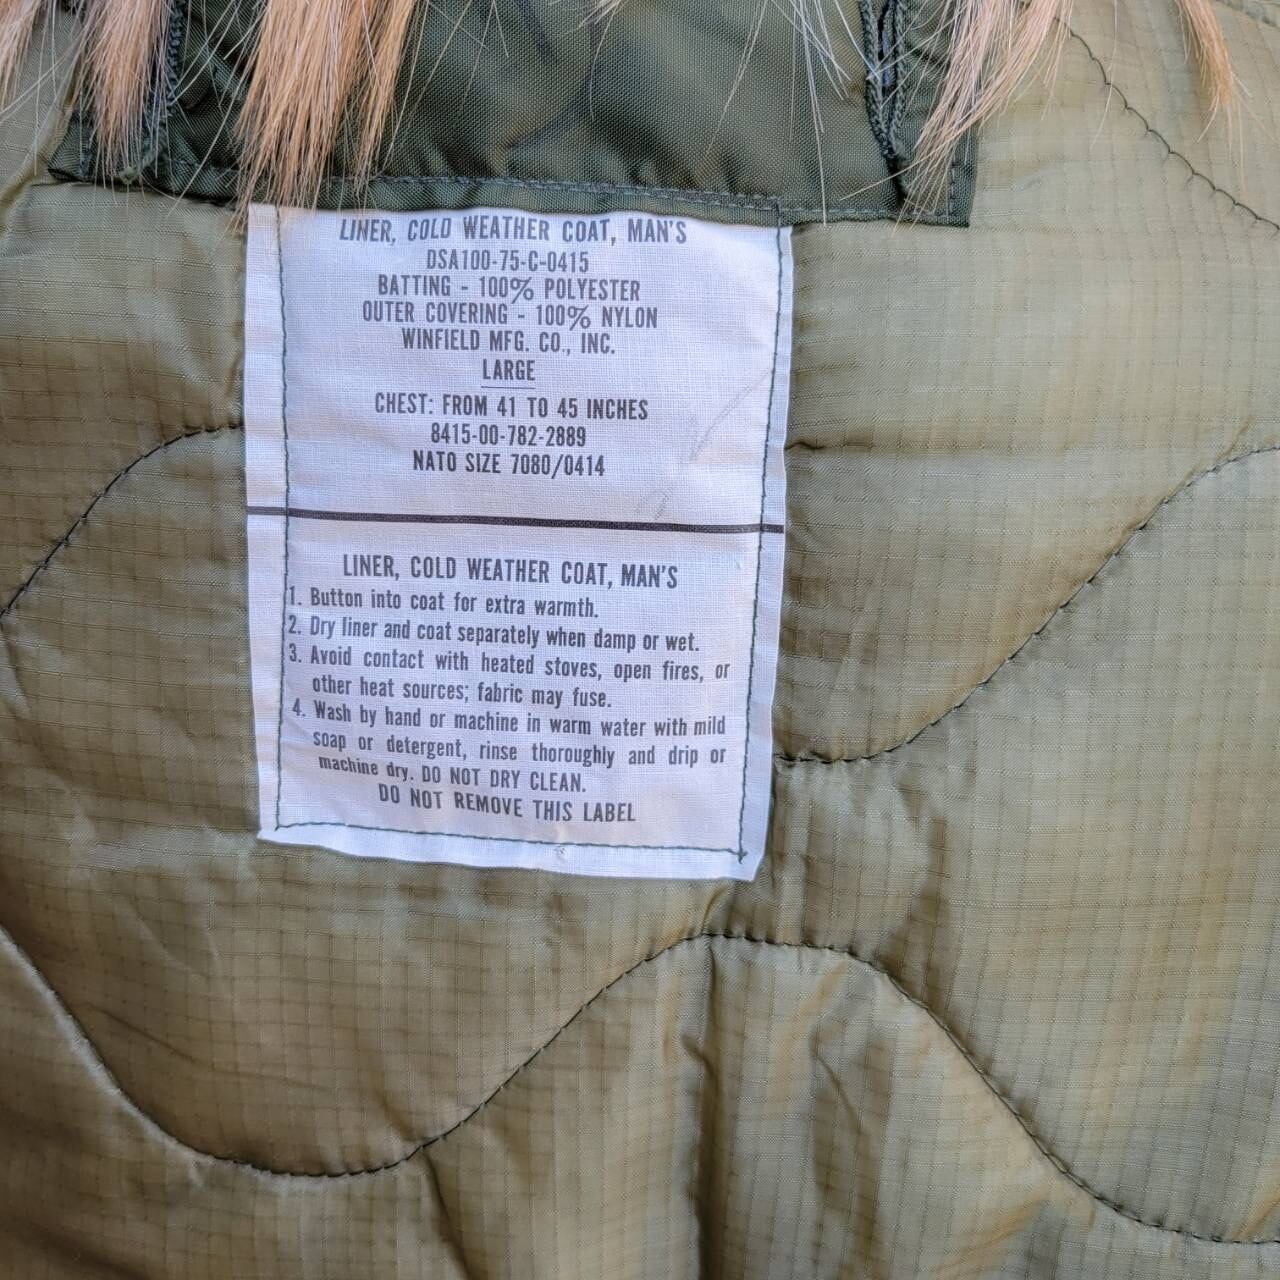 LINER, COLD WEATHER COAT, MAN'S
DSA100-75-C-0415
BATTING - 100% POLYESTER
OUTER COVERING - 100% NYLON
WINFIELD MFG. CO., INC.
LARGE
CHEST: FROM 41 TO 45 INCHES
8415-00-782-2889
NATO SIZE 7080/0414
LINER, COLD WEATHER COAT, MAN'S
1. Button into coat for extra warmth.
2. Dry liner and coat separately when damp or wet.
3. Avoid contact with heated stoves, open fires, or
other heat sources; fabric may fuse.
4. Wash by hand or machine in warm water with mild
soap or detergent, rinse thoroughly and drip or
machine dry. DO NOT DRY CLEAN.
DO NOT REMOVE THIS LABEL